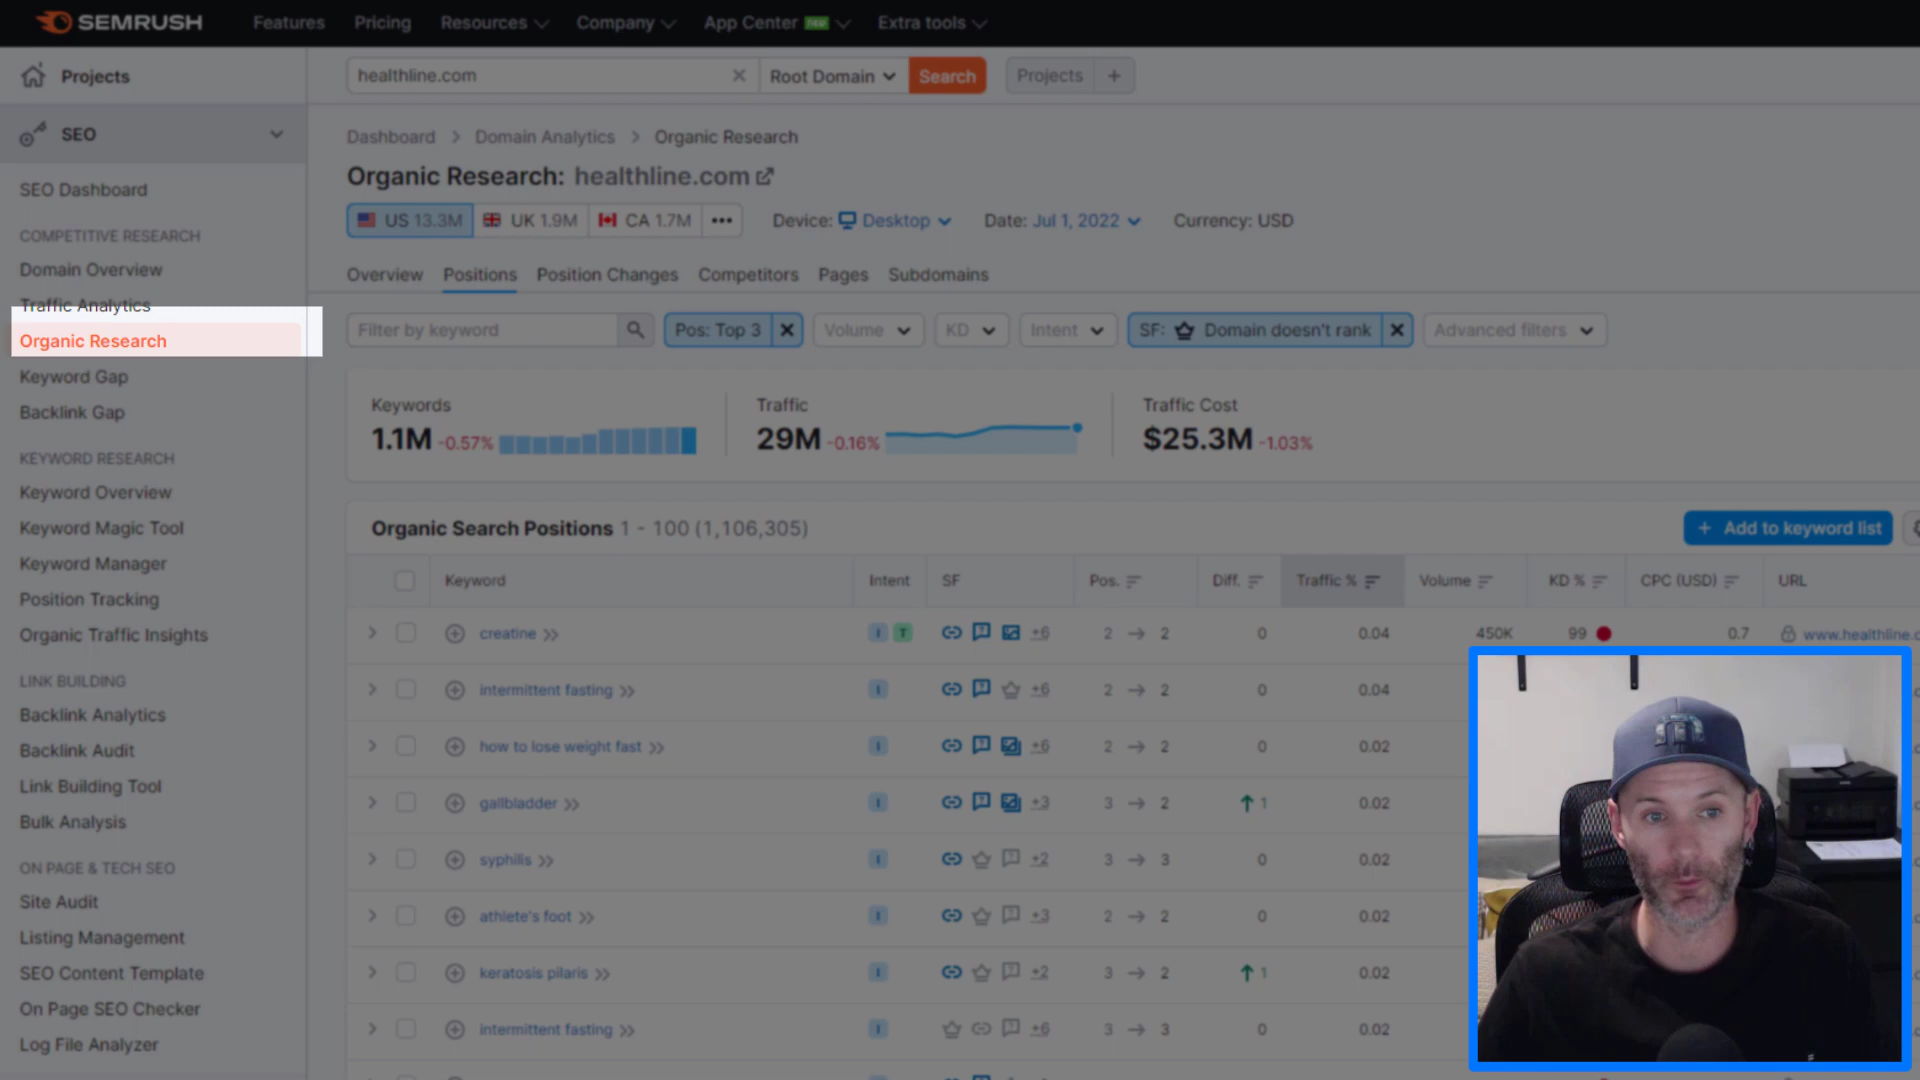 SEMRUSH Features Pricing Resources Company App Center new Extra tools
Projects
SEO
SEO Dashboard
COMPETITIVE RESEARCH
Domain Overview
Traffic Analytics
Organic Research
Keyword Gap
Backlink Gap
KEYWORD RESEARCH
Keyword Overview
Keyword Magic Tool
Keyword Manager
Position Tracking
Organic Traffic Insights
LINK BUILDING
Backlink Analytics
Backlink Audit
Link Building Tool
Bulk Analysis
ON PAGE & TECH SEO
Site Audit
Listing Management
SEO Content Template
On Page SEO Checker
Log File Analyzer
healthline.com Root Domain Search Projects +
Dashboard > Domain Analytics > Organic Research
Organic Research: healthline.com
US 13.3M UK 1.9M CA 1.7M ••• Device: Desktop Date: Jul 1, 2022 Currency: USD
Overview Positions Position Changes Competitors Pages Subdomains
Filter by keyword Pos: Top 3 Volume KD Intent SF: Domain doesn't rank Advanced filters
Keywords Traffic Traffic Cost
1.1M -0.57% 29M -0.16% $25.3M -1.03%
Organic Search Positions 1 - 100 (1,106,305) + Add to keyword list
Keyword Intent SF Pos. Diff. Traffic % Volume KD % CPC (USD) URL
creatine I T +6 2 → 2 0 0.04 450K 99 0.7 www.healthline.c
intermittent fasting I +6 2 → 2 0 0.04
how to lose weight fast I +6 2 → 2 0 0.02
gallbladder I +3 3 → 2 ↑ 1 0.02
syphilis I +2 3 → 3 0 0.02
athlete's foot I +3 2 → 2 0 0.02
keratosis pilaris I +2 3 → 2 ↑ 1 0.02
intermittent fasting I +6 3 → 3 0 0.02